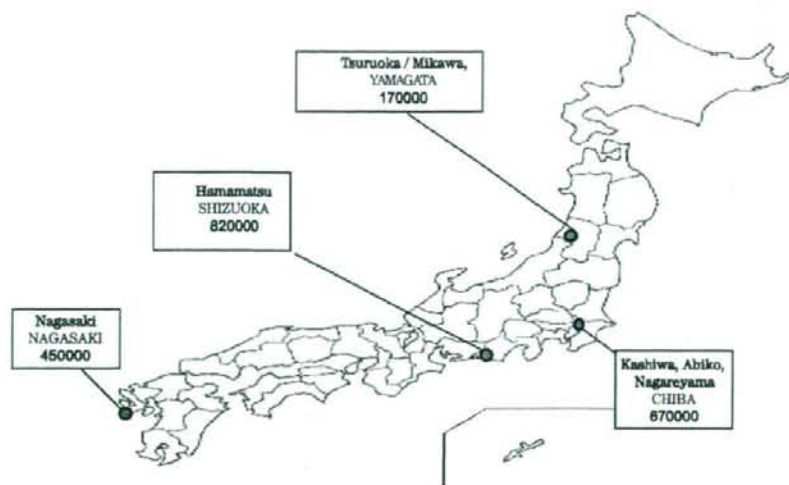 Tsuruoka / Mikawa,
YAMAGATA
170000
Hamamatsu
SHIZUOKA
820000
Nagasaki
NAGASAKI
450000
Kashiwa, Abiko,
Nagareyama
CHIBA
670000